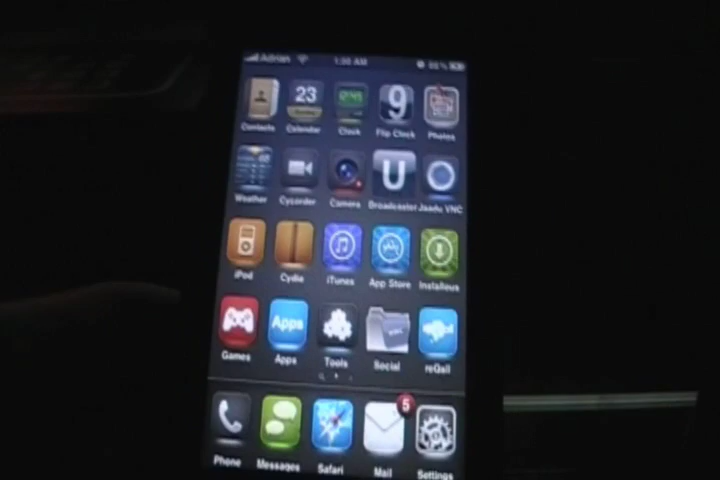 Adrian 1:00 AM 86%
23 9
Contacts Calendar Clock Flip Clock Photos
U
Weather Cycorder Camera Broadcaster Jaadu VNC
iPod Cydia iTunes App Store Installous
Apps
Games Apps Tools Social reQall
5
Phone Messages Safari Mail Settings